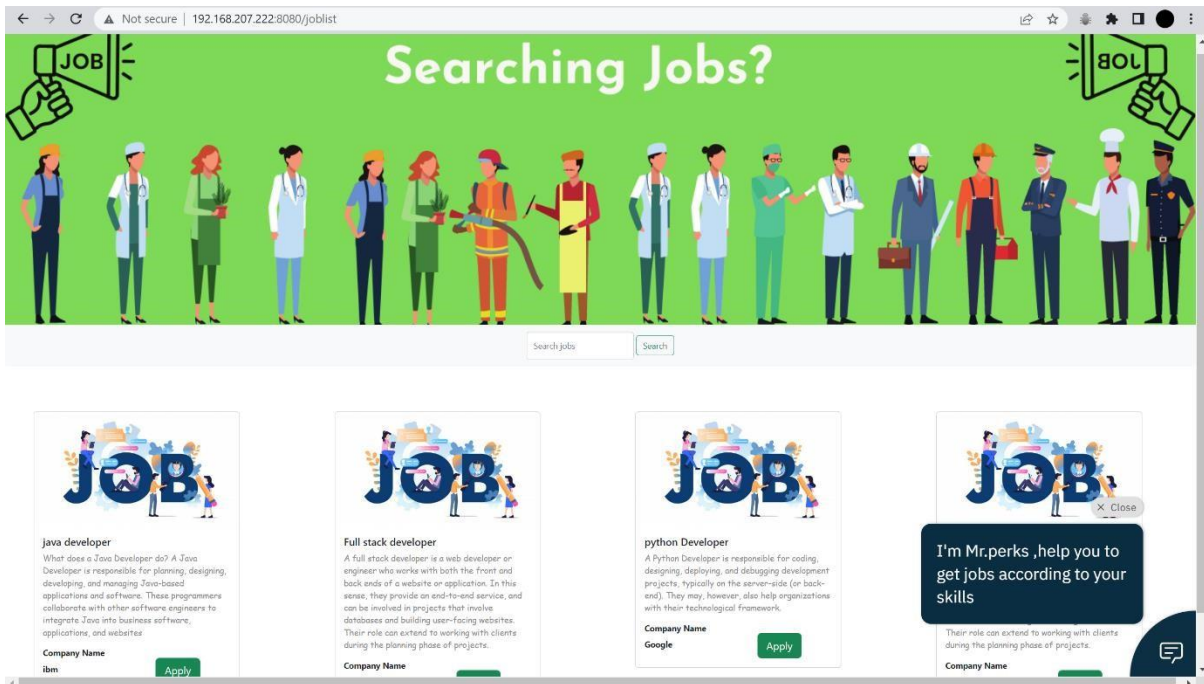 Not secure | 192.168.207.222:8080/joblist
JOB
Searching Jobs?
JOB
Search jobs
Search
JOB
java developer
What does a Java Developer do? A Java
Developer is responsible for planning, designing,
developing, and managing Java-based
applications and software. These programmers
collaborate with other software engineers to
integrate Java into business software,
applications, and websites
Company Name
ibm
Apply
JOB
Full stack developer
A full stack developer is a web developer or
engineer who works with both the front and
back ends of a website or application. In this
sense, they provide an end-to-end service, and
can be involved in projects that involve
databases and building user-facing websites.
Their role can extend to working with clients
during the planning phase of projects.
Company Name
JOB
python Developer
A Python Developer is responsible for coding,
designing, deploying, and debugging development
projects, typically on the server-side (or back-
end). They may, however, also help organizations
with their technological framework.
Company Name
Google
Apply
JOB
× Close
I'm Mr.perks ,help you to
get jobs according to your
skills
Their role can extend to working with clients
during the planning phase of projects.
Company Name